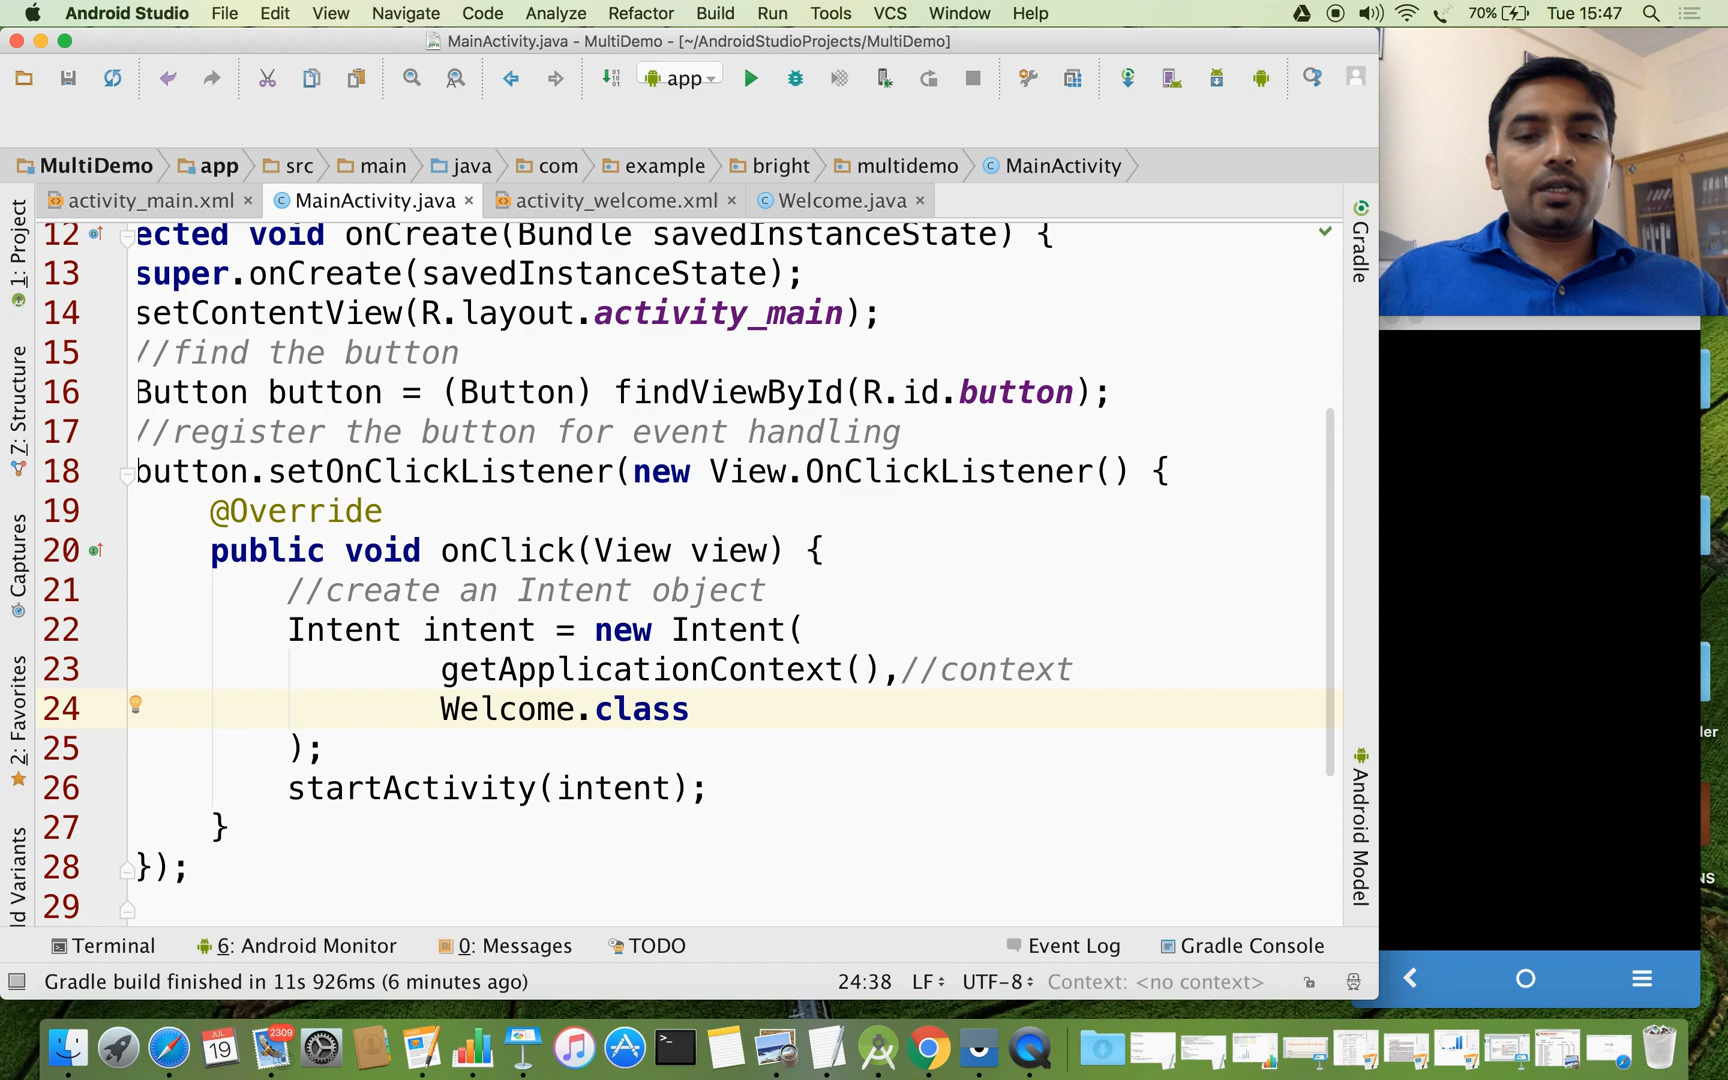 Android Studio File Edit View Navigate Code Analyze Refactor Build Run Tools VCS Window Help 70% Tue 15:47
MainActivity.java - MultiDemo - [~/AndroidStudioProjects/MultiDemo]
app
MultiDemo app src main java com example bright multidemo MainActivity
activity_main.xml MainActivity.java activity_welcome.xml Welcome.java
1: Project
7: Structure
Captures
2: Favorites
ld Variants
12 ected void onCreate(Bundle savedInstanceState) {
13 super.onCreate(savedInstanceState);
14 setContentView(R.layout.activity_main);
15 //find the button
16 Button button = (Button) findViewById(R.id.button);
17 //register the button for event handling
18 button.setOnClickListener(new View.OnClickListener() {
19 @Override
20 public void onClick(View view) {
21 //create an Intent object
22 Intent intent = new Intent(
23 getApplicationContext(),//context
24 Welcome.class
25 );
26 startActivity(intent);
27 }
28 });
29
Gradle
Android Model
ler
NS
Terminal 6: Android Monitor 0: Messages TODO Event Log Gradle Console
Gradle build finished in 11s 926ms (6 minutes ago) 24:38 LF UTF-8 Context: <no context>
JUL
19
2309